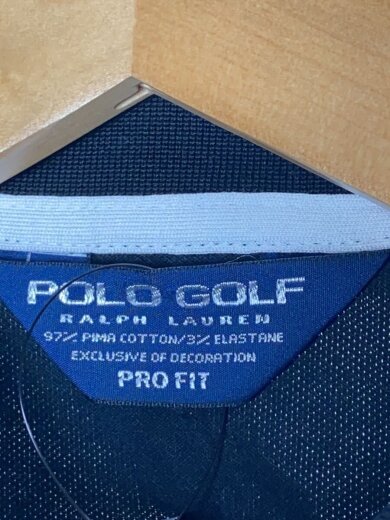 POLO GOLF
RALPH LAUREN
97% PIMA COTTON/3% ELASTANE
EXCLUSIVE OF DECORATION
PRO FIT